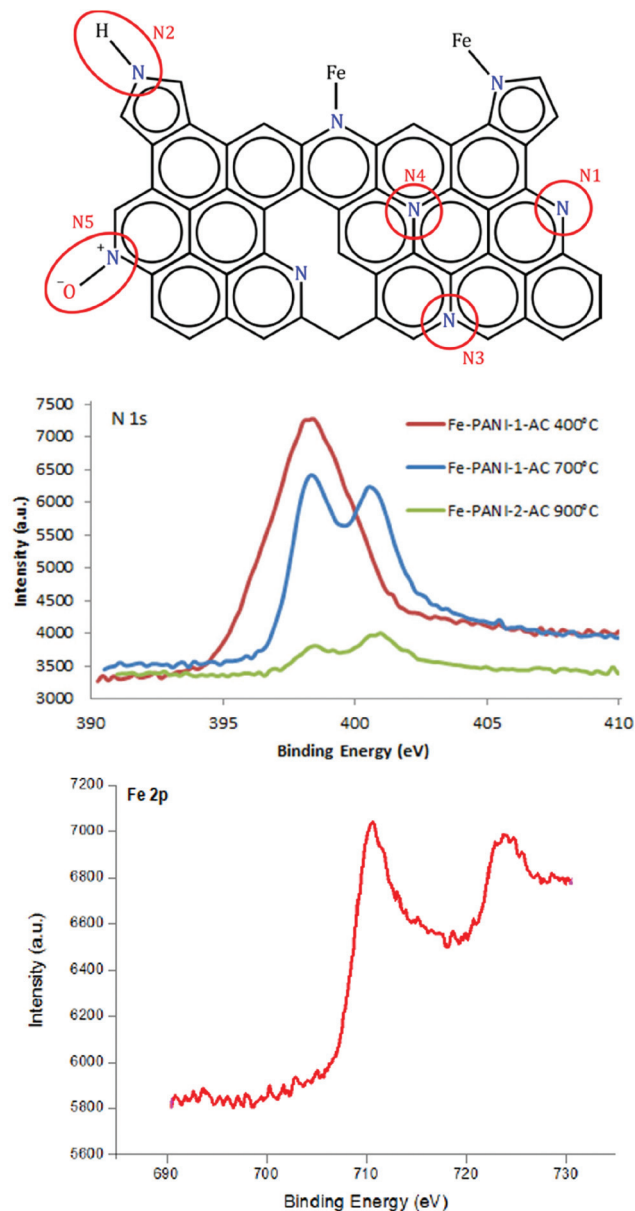 H N2
Fe
Fe
N N N
N4 N1
N N
N5
N+
−O
N
N
N3
7500
N 1s
7000
Fe-PANI-1-AC 400°C
6500
Fe-PANI-1-AC 700°C
6000
Fe-PANI-2-AC 900°C
5500
Intensity (a.u.)
5000
4500
4000
3500
3000
390 395 400 405 410
Binding Energy (eV)
7200
Fe 2p
7000
6800
6600
Intensity (a.u.)
6400
6200
6000
5800
5600
690 700 710 720 730
Binding Energy (eV)